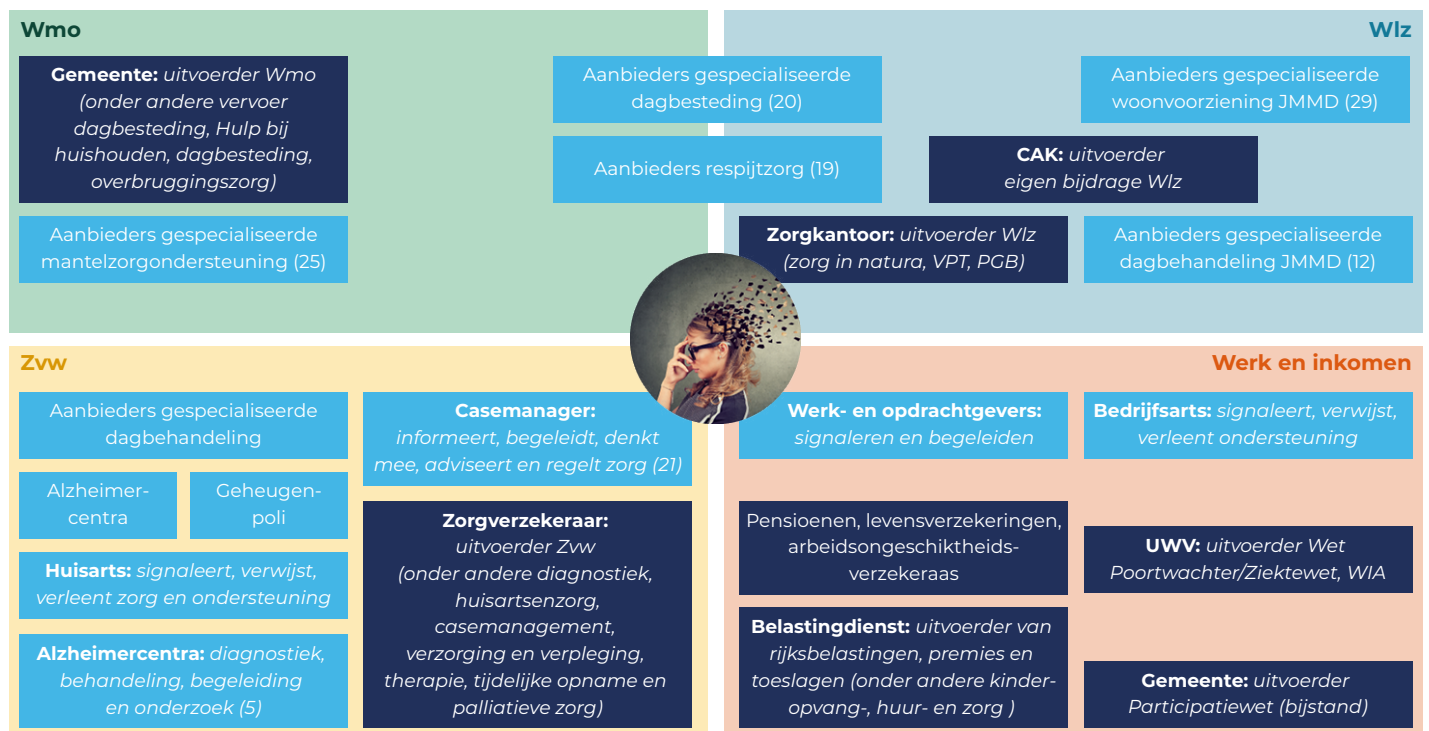 Wmo
Gemeente: uitvoerder Wmo
(onder andere vervoer
dagbesteding, Hulp bij
huishouden, dagbesteding,
overbruggingszorg)
Aanbieders gespecialiseerde
mantelzorgondersteuning (25)
Aanbieders gespecialiseerde
dagbesteding (20)
Aanbieders respijtzorg (19)
Wlz
Aanbieders gespecialiseerde
woonvoorziening JMMD (29)
CAK: uitvoerder
eigen bijdrage Wlz
Zorgkantoor: uitvoerder Wlz
(zorg in natura, VPT, PGB)
Aanbieders gespecialiseerde
dagbehandeling JMMD (12)
Zvw
Aanbieders gespecialiseerde
dagbehandeling
Alzheimer-
centra
Geheugen-
poli
Huisarts: signaleert, verwijst,
verleent zorg en ondersteuning
Alzheimercentra: diagnostiek,
behandeling, begeleiding
en onderzoek (5)
Casemanager:
informeert, begeleidt, denkt
mee, adviseert en regelt zorg (21)
Zorgverzekeraar:
uitvoerder Zvw
(onder andere diagnostiek,
huisartsenzorg,
casemanagement,
verzorging en verpleging,
therapie, tijdelijke opname en
palliatieve zorg)
Werk en inkomen
Werk- en opdrachtgevers:
signaleren en begeleiden
Bedrijfsarts: signaleert, verwijst,
verleent ondersteuning
Pensioenen, levensverzekeringen,
arbeidsongeschiktheids-
verzekeraas
UWV: uitvoerder Wet
Poortwachter/Ziektewet, WIA
Belastingdienst: uitvoerder van
rijksbelastingen, premies en
toeslagen (onder andere kinder-
opvang-, huur- en zorg )
Gemeente: uitvoerder
Participatiewet (bijstand)